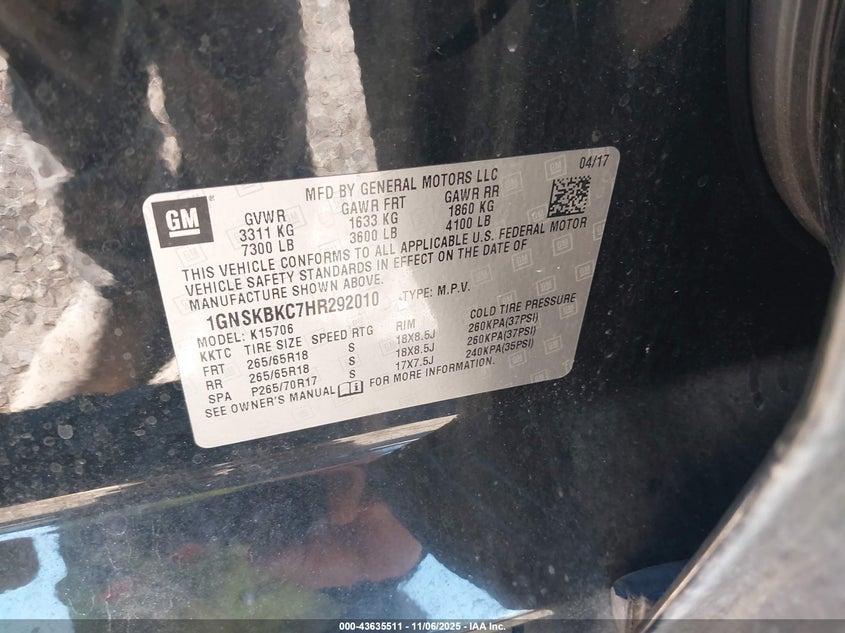 04/17
GM
MFD BY GENERAL MOTORS LLC
GVWR GAWR FRT GAWR RR
3311 KG 1633 KG 1860 KG
7300 LB 3600 LB 4100 LB
THIS VEHICLE CONFORMS TO ALL APPLICABLE U.S. FEDERAL MOTOR
VEHICLE SAFETY STANDARDS IN EFFECT ON THE DATE OF
MANUFACTURE SHOWN ABOVE.
1GNSKBKC7HR292010 TYPE: M.P.V.
MODEL: K15706
KKTC TIRE SIZE SPEED RTG RIM COLD TIRE PRESSURE
FRT 265/65R18 S 18X8.5J 260KPA(37PSI)
RR 265/65R18 S 18X8.5J 260KPA(37PSI)
SPA P265/70R17 S 17X7.5J 240KPA(35PSI)
SEE OWNER'S MANUAL FOR MORE INFORMATION.
000-43635511 - 11/06/2025 - IAA Inc.